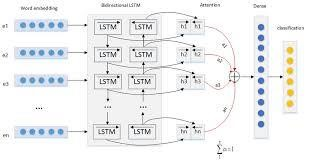 Word embedding
Bidirectional LSTM
Attention
Dense
classification
e1
LSTM
LSTM
h1
h1
a1
e2
LSTM
LSTM
h2
h2
a2
e3
LSTM
LSTM
h3
h3
a3
...
...
en
LSTM
LSTM
hn
hn
an